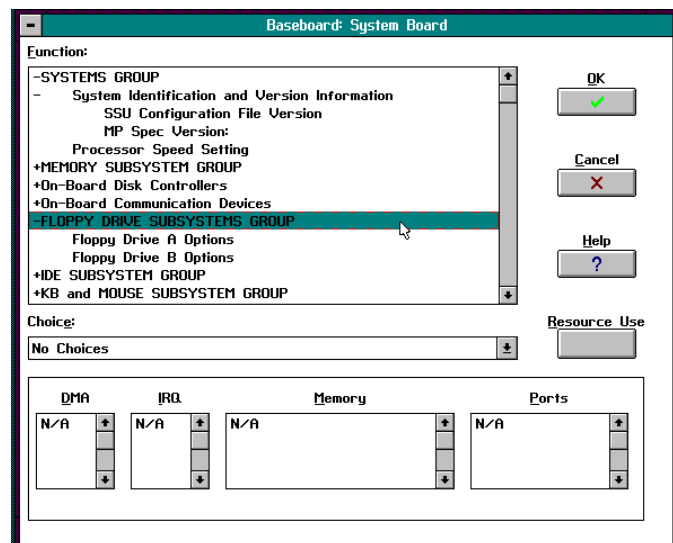 Baseboard: System Board
Function:
-SYSTEMS GROUP
- System Identification and Version Information
SSU Configuration File Version
MP Spec Version:
Processor Speed Setting
+MEMORY SUBSYSTEM GROUP
+On-Board Disk Controllers
+On-Board Communication Devices
-FLOPPY DRIVE SUBSYSTEMS GROUP
Floppy Drive A Options
Floppy Drive B Options
+IDE SUBSYSTEM GROUP
+KB and MOUSE SUBSYSTEM GROUP
OK
Cancel
Help
?
Choice:
No Choices
Resource Use
DMA IRQ Memory Ports
N/A N/A N/A N/A